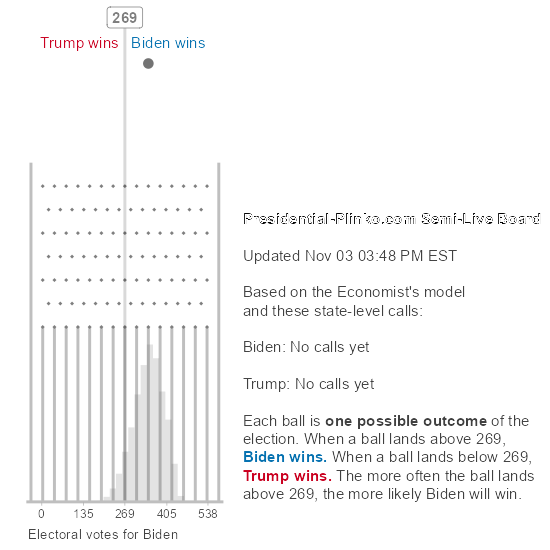 269
Trump wins Biden wins
Presidential-Plinko.com Semi-Live Board
Updated Nov 03 03:48 PM EST
Based on the Economist's model
and these state-level calls:
Biden: No calls yet
Trump: No calls yet
Each ball is one possible outcome of the
election. When a ball lands above 269,
Biden wins. When a ball lands below 269,
Trump wins. The more often the ball lands
above 269, the more likely Biden will win.
0 135 269 405 538
Electoral votes for Biden